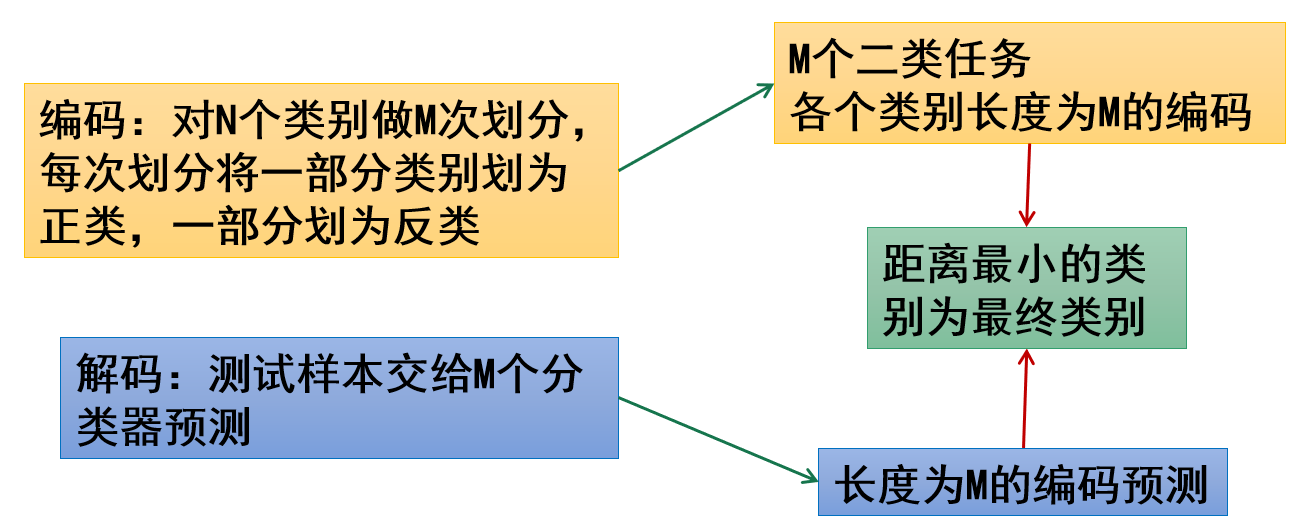 编码：对N个类别做M次划分，
每次划分将一部分类别划为
正类，一部分划为反类
M个二类任务
各个类别长度为M的编码
距离最小的类
别为最终类别
解码：测试样本交给M个分
类器预测
长度为M的编码预测